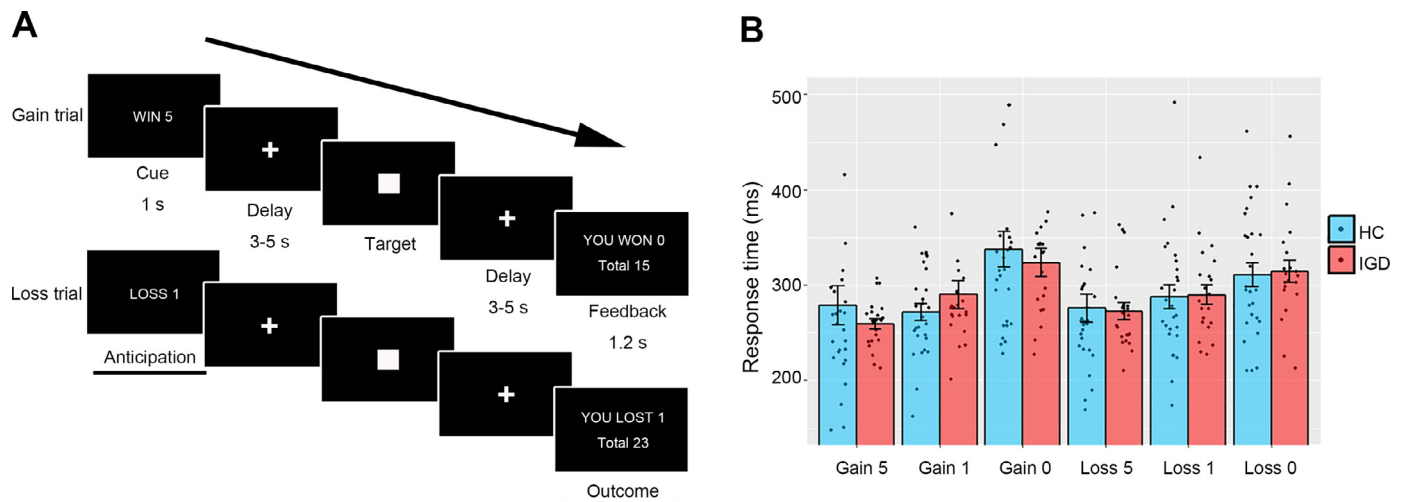 A
Gain trial
WIN 5
Cue
1 s
Delay
3-5 s
Target
Delay
3-5 s
YOU WON 0
Total 15
Feedback
1.2 s
Loss trial
LOSS 1
Anticipation
YOU LOST 1
Total 23
Outcome
B
Response time (ms)
500
400
300
200
Gain 5
Gain 1
Gain 0
Loss 5
Loss 1
Loss 0
HC
IGD